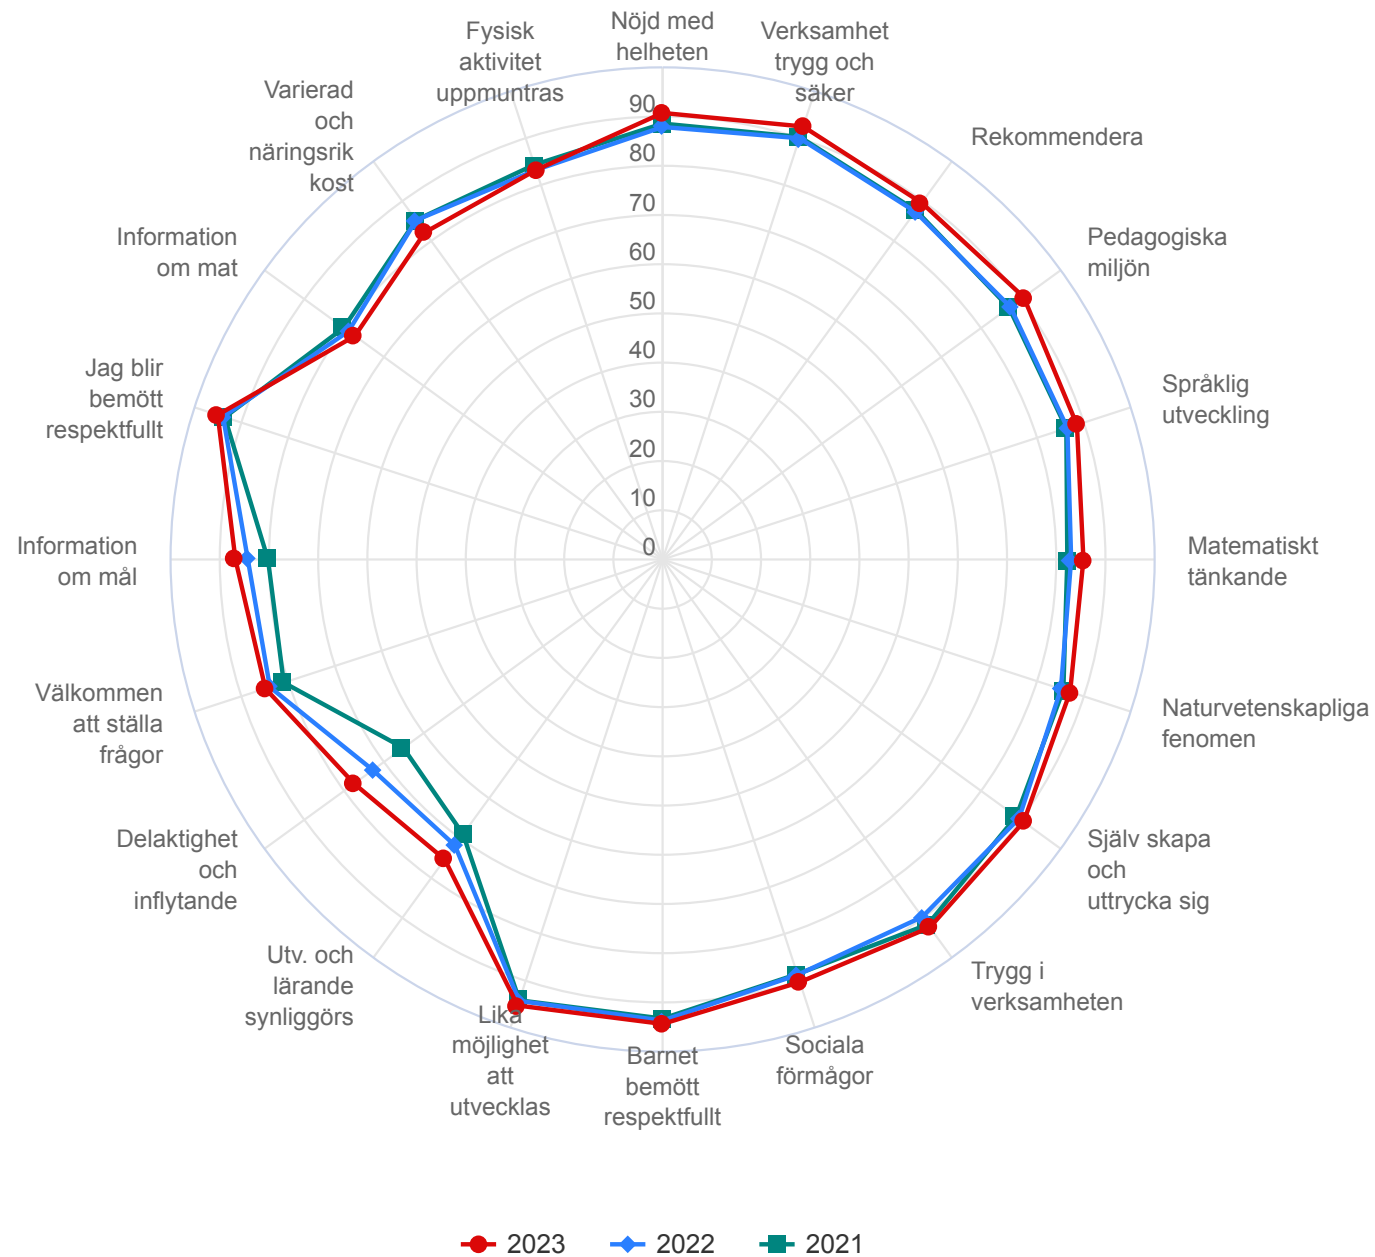 Nöjd med
helheten
Verksamhet
trygg och
säker
Rekommendera
Pedagogiska
miljön
Språklig
utveckling
Matematiskt
tänkande
Naturvetenskapliga
fenomen
Själv skapa
och
uttrycka sig
Trygg i
verksamheten
Sociala
förmågor
Barnet
bemött
respektfullt
Lika
möjlighet
att
utvecklas
Utv. och
lärande
synliggörs
Delaktighet
och
inflytande
Välkommen
att ställa
frågor
Information
om mål
Jag blir
bemött
respektfullt
Information
om mat
Varierad
och
näringsrik
kost
Fysisk
aktivitet
uppmuntras
90
80
70
60
50
40
30
20
10
0
2023 2022 2021